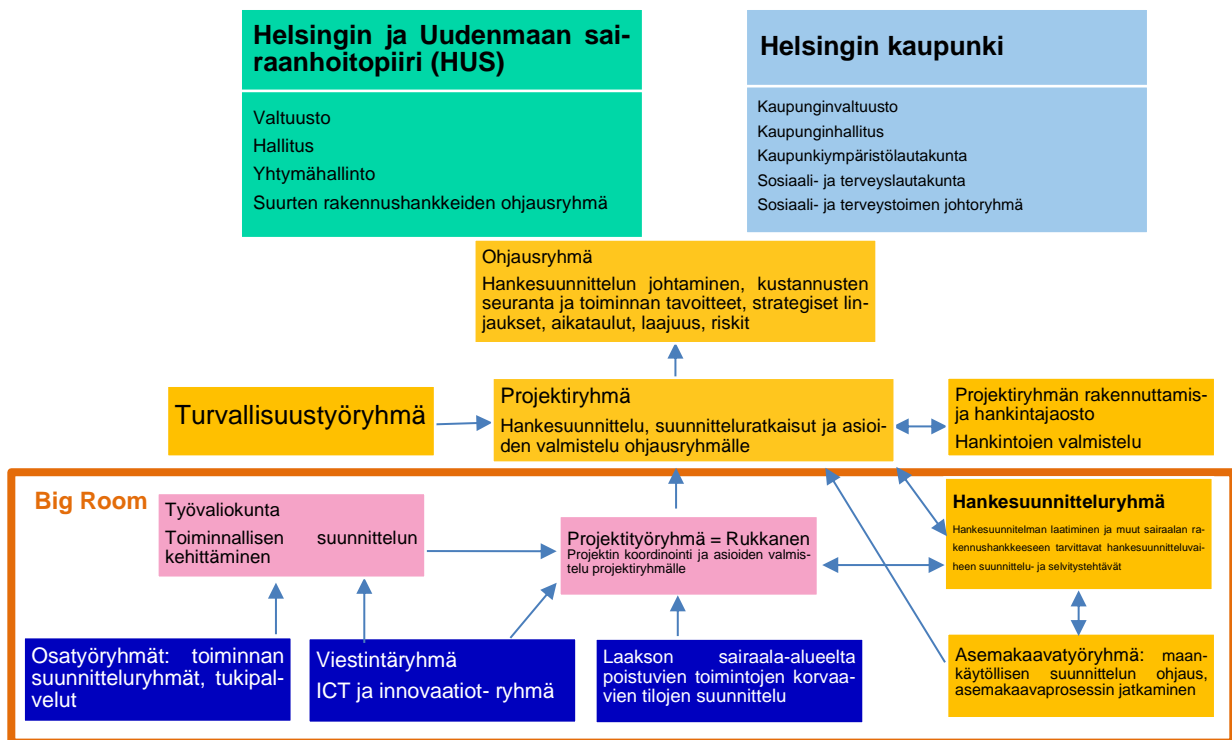 Helsingin ja Uudenmaan sai-
raanhoitopiiri (HUS)
Valtuusto
Hallitus
Yhtymähallinto
Suurten rakennushankkeiden ohjausryhmä
Helsingin kaupunki
Kaupunginvaltuusto
Kaupunginhallitus
Kaupunkiympäristölautakunta
Sosiaali- ja terveyslautakunta
Sosiaali- ja terveystoimen johtoryhmä
Ohjausryhmä
Hankesuunnittelun johtaminen, kustannusten
seuranta ja toiminnan tavoitteet, strategiset lin-
jaukset, aikataulut, laajuus, riskit
Turvallisuustyöryhmä
Projektiryhmä
Hankesuunnittelu, suunnitteluratkaisut ja asioi-
den valmistelu ohjausryhmälle
Projektiryhmän rakennuttamis-
ja hankintajaosto
Hankintojen valmistelu
Big Room
Työvaliokunta
Toiminnallisen suunnittelun
kehittäminen
Projektityöryhmä = Rukkanen
Projektin koordinointi ja asioiden valmis-
telu projektiryhmälle
Hankesuunnitteluryhmä
Hankesuunnitelman laatiminen ja muut sairaalan ra-
kennushankkeeseen tarvittavat hankesuunnitteluvai-
heen suunnittelu- ja selvitystehtävät
Osatyöryhmät: toiminnan
suunnitteluryhmät, tukipal-
velut
Viestintäryhmä
ICT ja innovaatiot- ryhmä
Laakson sairaala-alueelta
poistuvien toimintojen korvaa-
vien tilojen suunnittelu
Asemakaavatyöryhmä: maan-
käytöllisen suunnittelun ohjaus,
asemakaavaprosessin jatkaminen